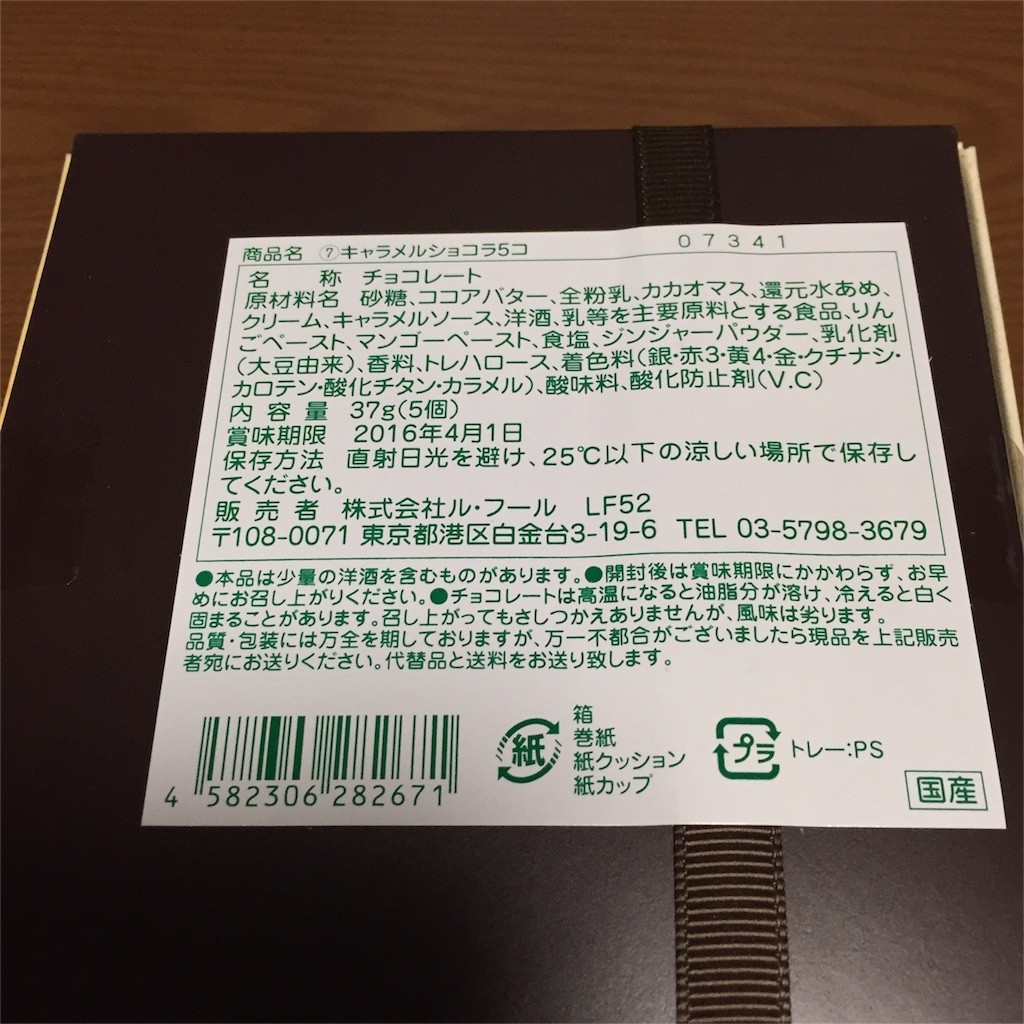 商品名 ⑦キャラメルショコラ5コ 07341
名 称 チョコレート
原材料名 砂糖、ココアバター、全粉乳、カカオマス、還元水あめ、
クリーム、キャラメルソース、洋酒、乳等を主要原料とする食品、りん
ごペースト、マンゴーペースト、食塩、ジンジャーパウダー、乳化剤
(大豆由来)、香料、トレハロース、着色料(銀・赤3・黄4・金・クチナシ・
カロテン・酸化チタン・カラメル)、酸味料、酸化防止剤(V.C)
内 容 量 37g(5個)
賞味期限 2016年4月1日
保存方法 直射日光を避け、25℃以下の涼しい場所で保存し
てください。
販 売 者 株式会社ル・フール LF52
〒108-0071 東京都港区白金台3-19-6 TEL 03-5798-3679
●本品は少量の洋酒を含むものがあります。●開封後は賞味期限にかかわらず、お早
めにお召し上がりください。●チョコレートは高温になると油脂分が溶け、冷えると白く
固まることがあります。召し上がってもさしつかえありませんが、風味は劣ります。
品質・包装には万全を期しておりますが、万一不都合がございましたら現品を上記販売
者宛にお送りください。代替品と送料をお送り致します。
4 582306 282671
紙
箱
巻紙
紙クッション
紙カップ
プラ トレー:PS
国産